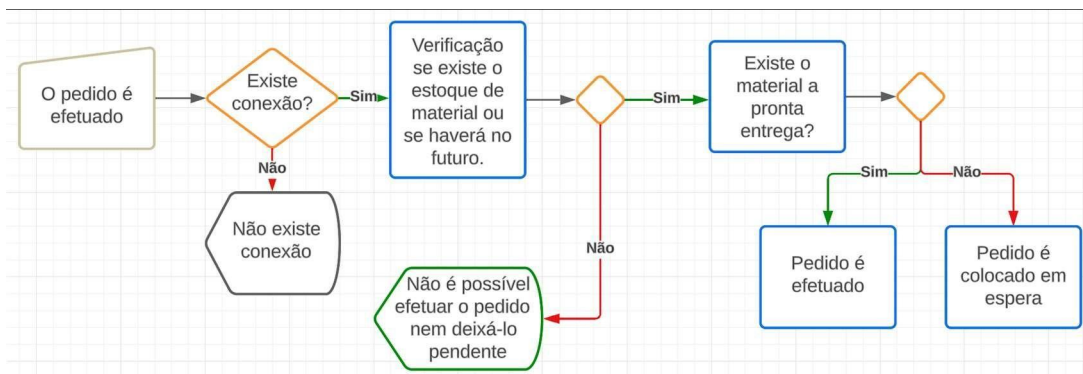 O pedido é
efetuado
Existe
conexão?
Sim
Não
Não existe
conexão
Verificação
se existe o
estoque de
material ou
se haverá no
futuro.
Sim
Não
Não é possível
efetuar o pedido
nem deixá-lo
pendente
Existe o
material a
pronta
entrega?
Sim
Não
Pedido é
efetuado
Pedido é
colocado em
espera